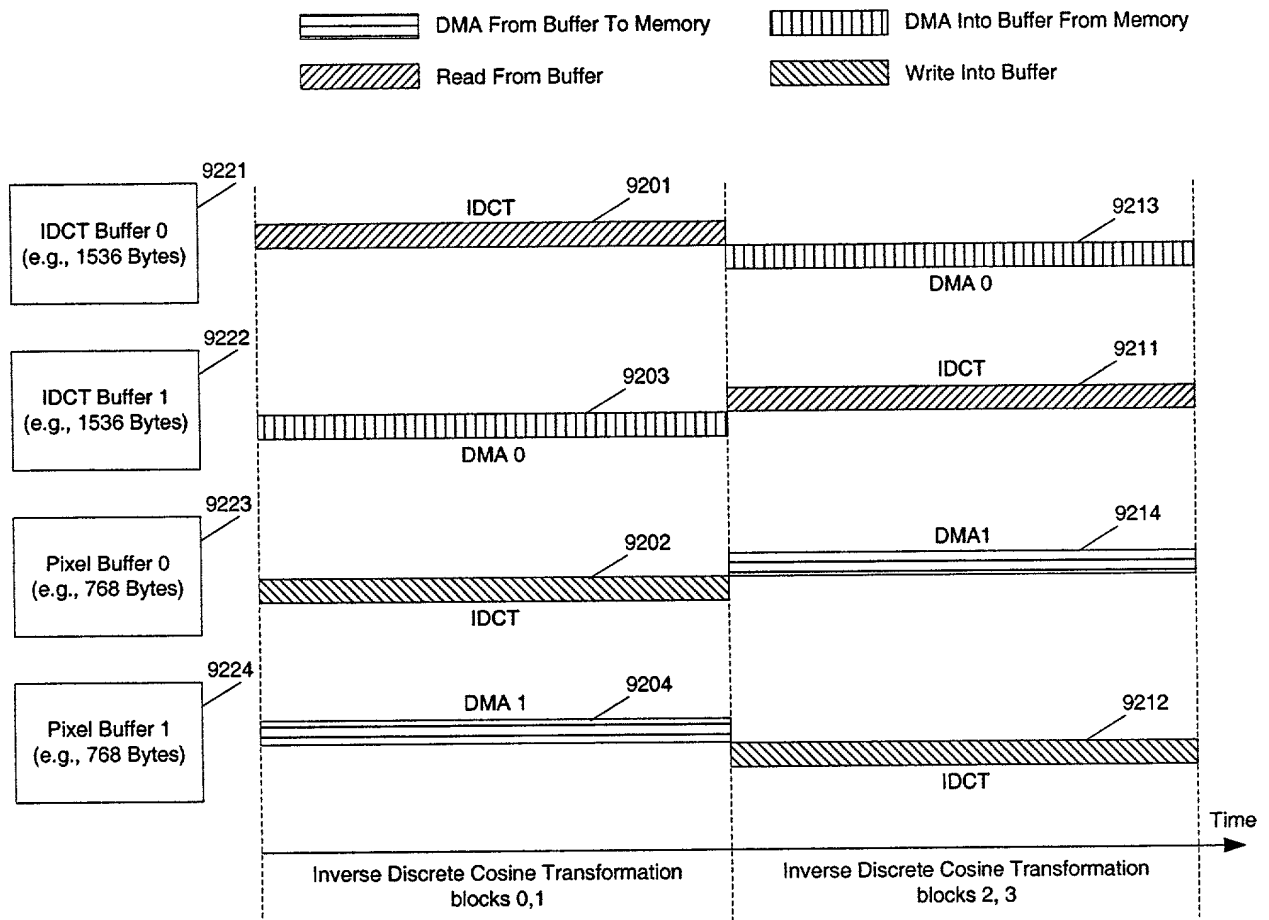 DMA From Buffer To Memory
DMA Into Buffer From Memory
Read From Buffer
Write Into Buffer
9221
IDCT Buffer 0
(e.g., 1536 Bytes)
IDCT
9201
9213
DMA 0
9222
IDCT Buffer 1
(e.g., 1536 Bytes)
9203
DMA 0
IDCT
9211
9223
Pixel Buffer 0
(e.g., 768 Bytes)
9202
IDCT
DMA1
9214
9224
Pixel Buffer 1
(e.g., 768 Bytes)
DMA 1
9204
9212
IDCT
Time
Inverse Discrete Cosine Transformation
blocks 0,1
Inverse Discrete Cosine Transformation
blocks 2, 3